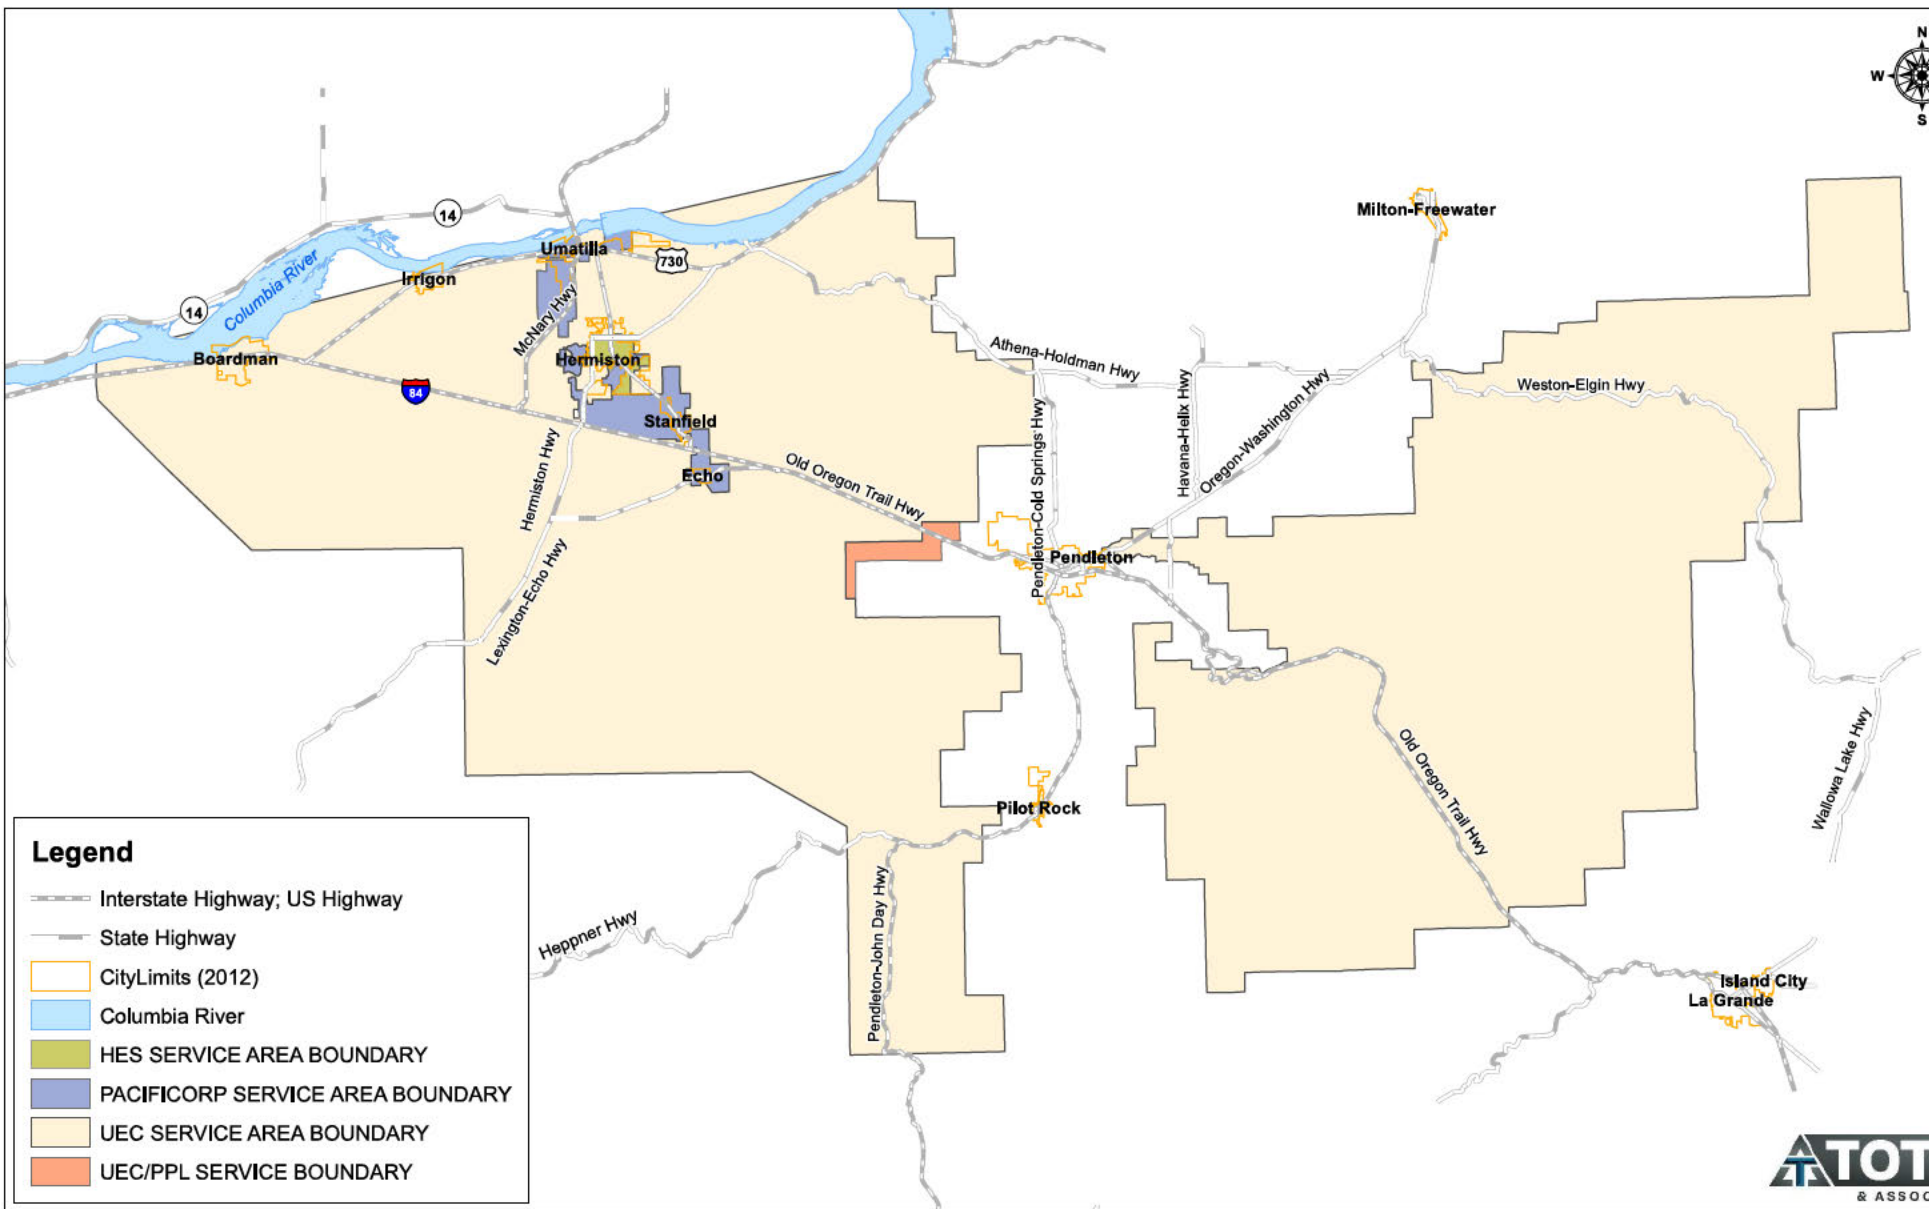 N
W
S
14
Milton-Freewater
Umatilla
730
Irrigon
Columbia River
14
McNary Hwy
Boardman
Hermiston
Athena-Holdman Hwy
84
Weston-Elgin Hwy
Havana-Helix Hwy
Oregon-Washington Hwy
Stanfield
Pendleton-Cold Springs Hwy
Echo
Old Oregon Trail Hwy
Hermiston Hwy
Pendleton
Lexington-Echo Hwy
Old Oregon Trail Hwy
Wallowa Lake Hwy
Pilot Rock
Pendleton-John Day Hwy
Heppner Hwy
Island City
La Grande
Legend
Interstate Highway; US Highway
State Highway
CityLimits (2012)
Columbia River
HES SERVICE AREA BOUNDARY
PACIFICORP SERVICE AREA BOUNDARY
UEC SERVICE AREA BOUNDARY
UEC/PPL SERVICE BOUNDARY
TOT
& ASSOC